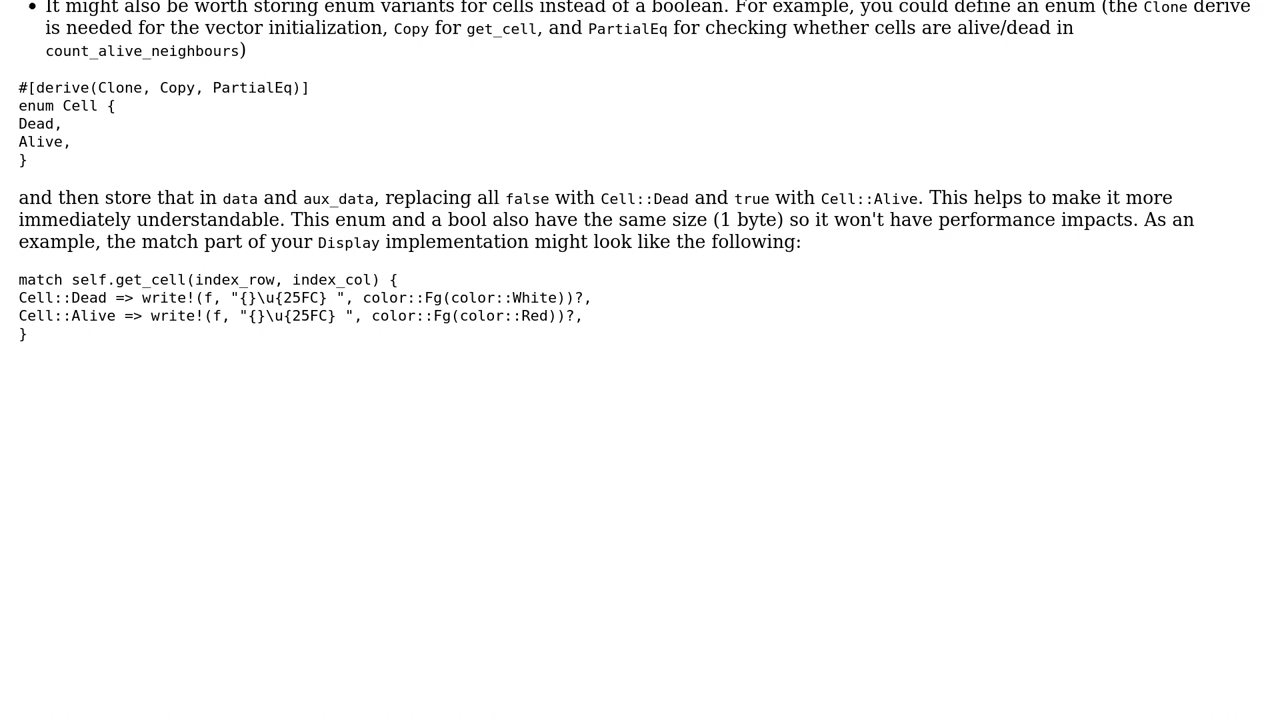 It might also be worth storing enum variants for cells instead of a boolean. For example, you could define an enum (the Clone derive
is needed for the vector initialization, Copy for get_cell, and PartialEq for checking whether cells are alive/dead in
count_alive_neighbours)
#[derive(Clone, Copy, PartialEq)]
enum Cell {
Dead,
Alive,
}
and then store that in data and aux_data, replacing all false with Cell::Dead and true with Cell::Alive. This helps to make it more
immediately understandable. This enum and a bool also have the same size (1 byte) so it won't have performance impacts. As an
example, the match part of your Display implementation might look like the following:
match self.get_cell(index_row, index_col) {
Cell::Dead => write!(f, "{}\u{25FC} ", color::Fg(color::White))?,
Cell::Alive => write!(f, "{}\u{25FC} ", color::Fg(color::Red))?,
}